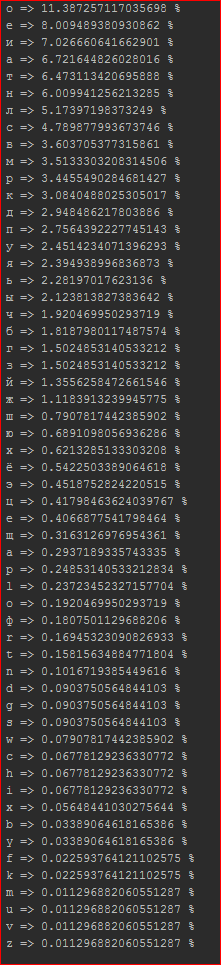 о => 11.387257117035698 %
е => 8.009489380930862 %
и => 7.026660641662901 %
а => 6.721644826028016 %
т => 6.473113420695888 %
н => 6.009941256213285 %
л => 5.17397198373249 %
с => 4.789877993673746 %
в => 3.603705377315861 %
м => 3.5133303208314506 %
р => 3.4455490284681427 %
к => 3.0840488025305017 %
д => 2.948486217803886 %
п => 2.7564392227745143 %
у => 2.4514234071396293 %
я => 2.394938996836873 %
ь => 2.28197017623136 %
ы => 2.123813827383642 %
ч => 1.920469950293719 %
б => 1.8187980117487574 %
г => 1.5024853140533212 %
з => 1.5024853140533212 %
й => 1.3556258472661546 %
ж => 1.1183913239945775 %
ш => 0.7907817442385902 %
ю => 0.6891098056936286 %
х => 0.6213285133303208 %
ё => 0.5422503389064618 %
э => 0.4518752824220515 %
ц => 0.41798463624039767 %
e => 0.4066877541798464 %
щ => 0.3163126976954361 %
a => 0.2937189335743335 %
p => 0.24853140533212834 %
l => 0.23723452327157704 %
o => 0.1920469950293719 %
ф => 0.1807501129688206 %
r => 0.16945323090826933 %
t => 0.15815634884771804 %
n => 0.1016719385449616 %
d => 0.0903750564844103 %
g => 0.0903750564844103 %
s => 0.0903750564844103 %
w => 0.07907817442385902 %
c => 0.06778129236330772 %
h => 0.06778129236330772 %
i => 0.06778129236330772 %
x => 0.05648441030275644 %
b => 0.03389064618165386 %
y => 0.03389064618165386 %
f => 0.022593764121102575 %
k => 0.022593764121102575 %
m => 0.011296882060551287 %
u => 0.011296882060551287 %
v => 0.011296882060551287 %
z => 0.011296882060551287 %